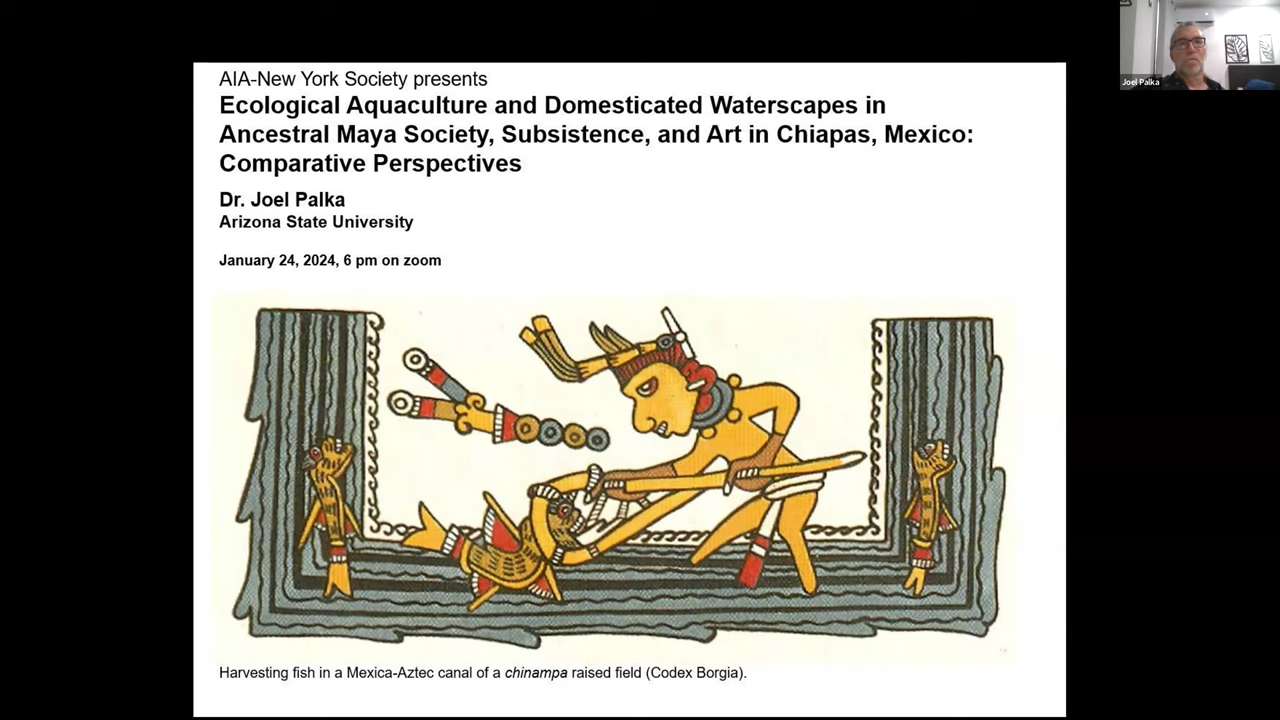 AIA-New York Society presents
Ecological Aquaculture and Domesticated Waterscapes in
Ancestral Maya Society, Subsistence, and Art in Chiapas, Mexico:
Comparative Perspectives
Dr. Joel Palka
Arizona State University
January 24, 2024, 6 pm on zoom
Harvesting fish in a Mexica-Aztec canal of a chinampa raised field (Codex Borgia).
Joel Palka